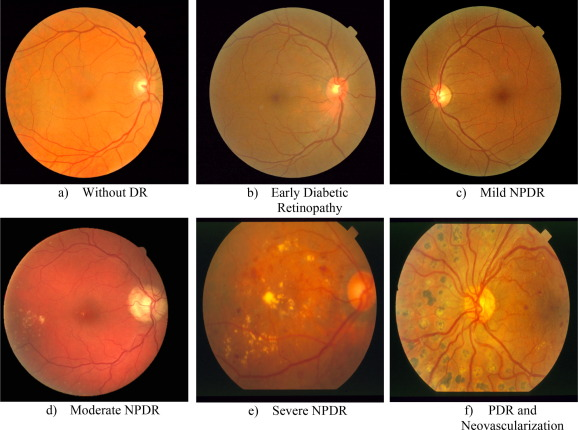 a) Without DR
b) Early Diabetic
Retinopathy
c) Mild NPDR
d) Moderate NPDR
e) Severe NPDR
f) PDR and
Neovascularization